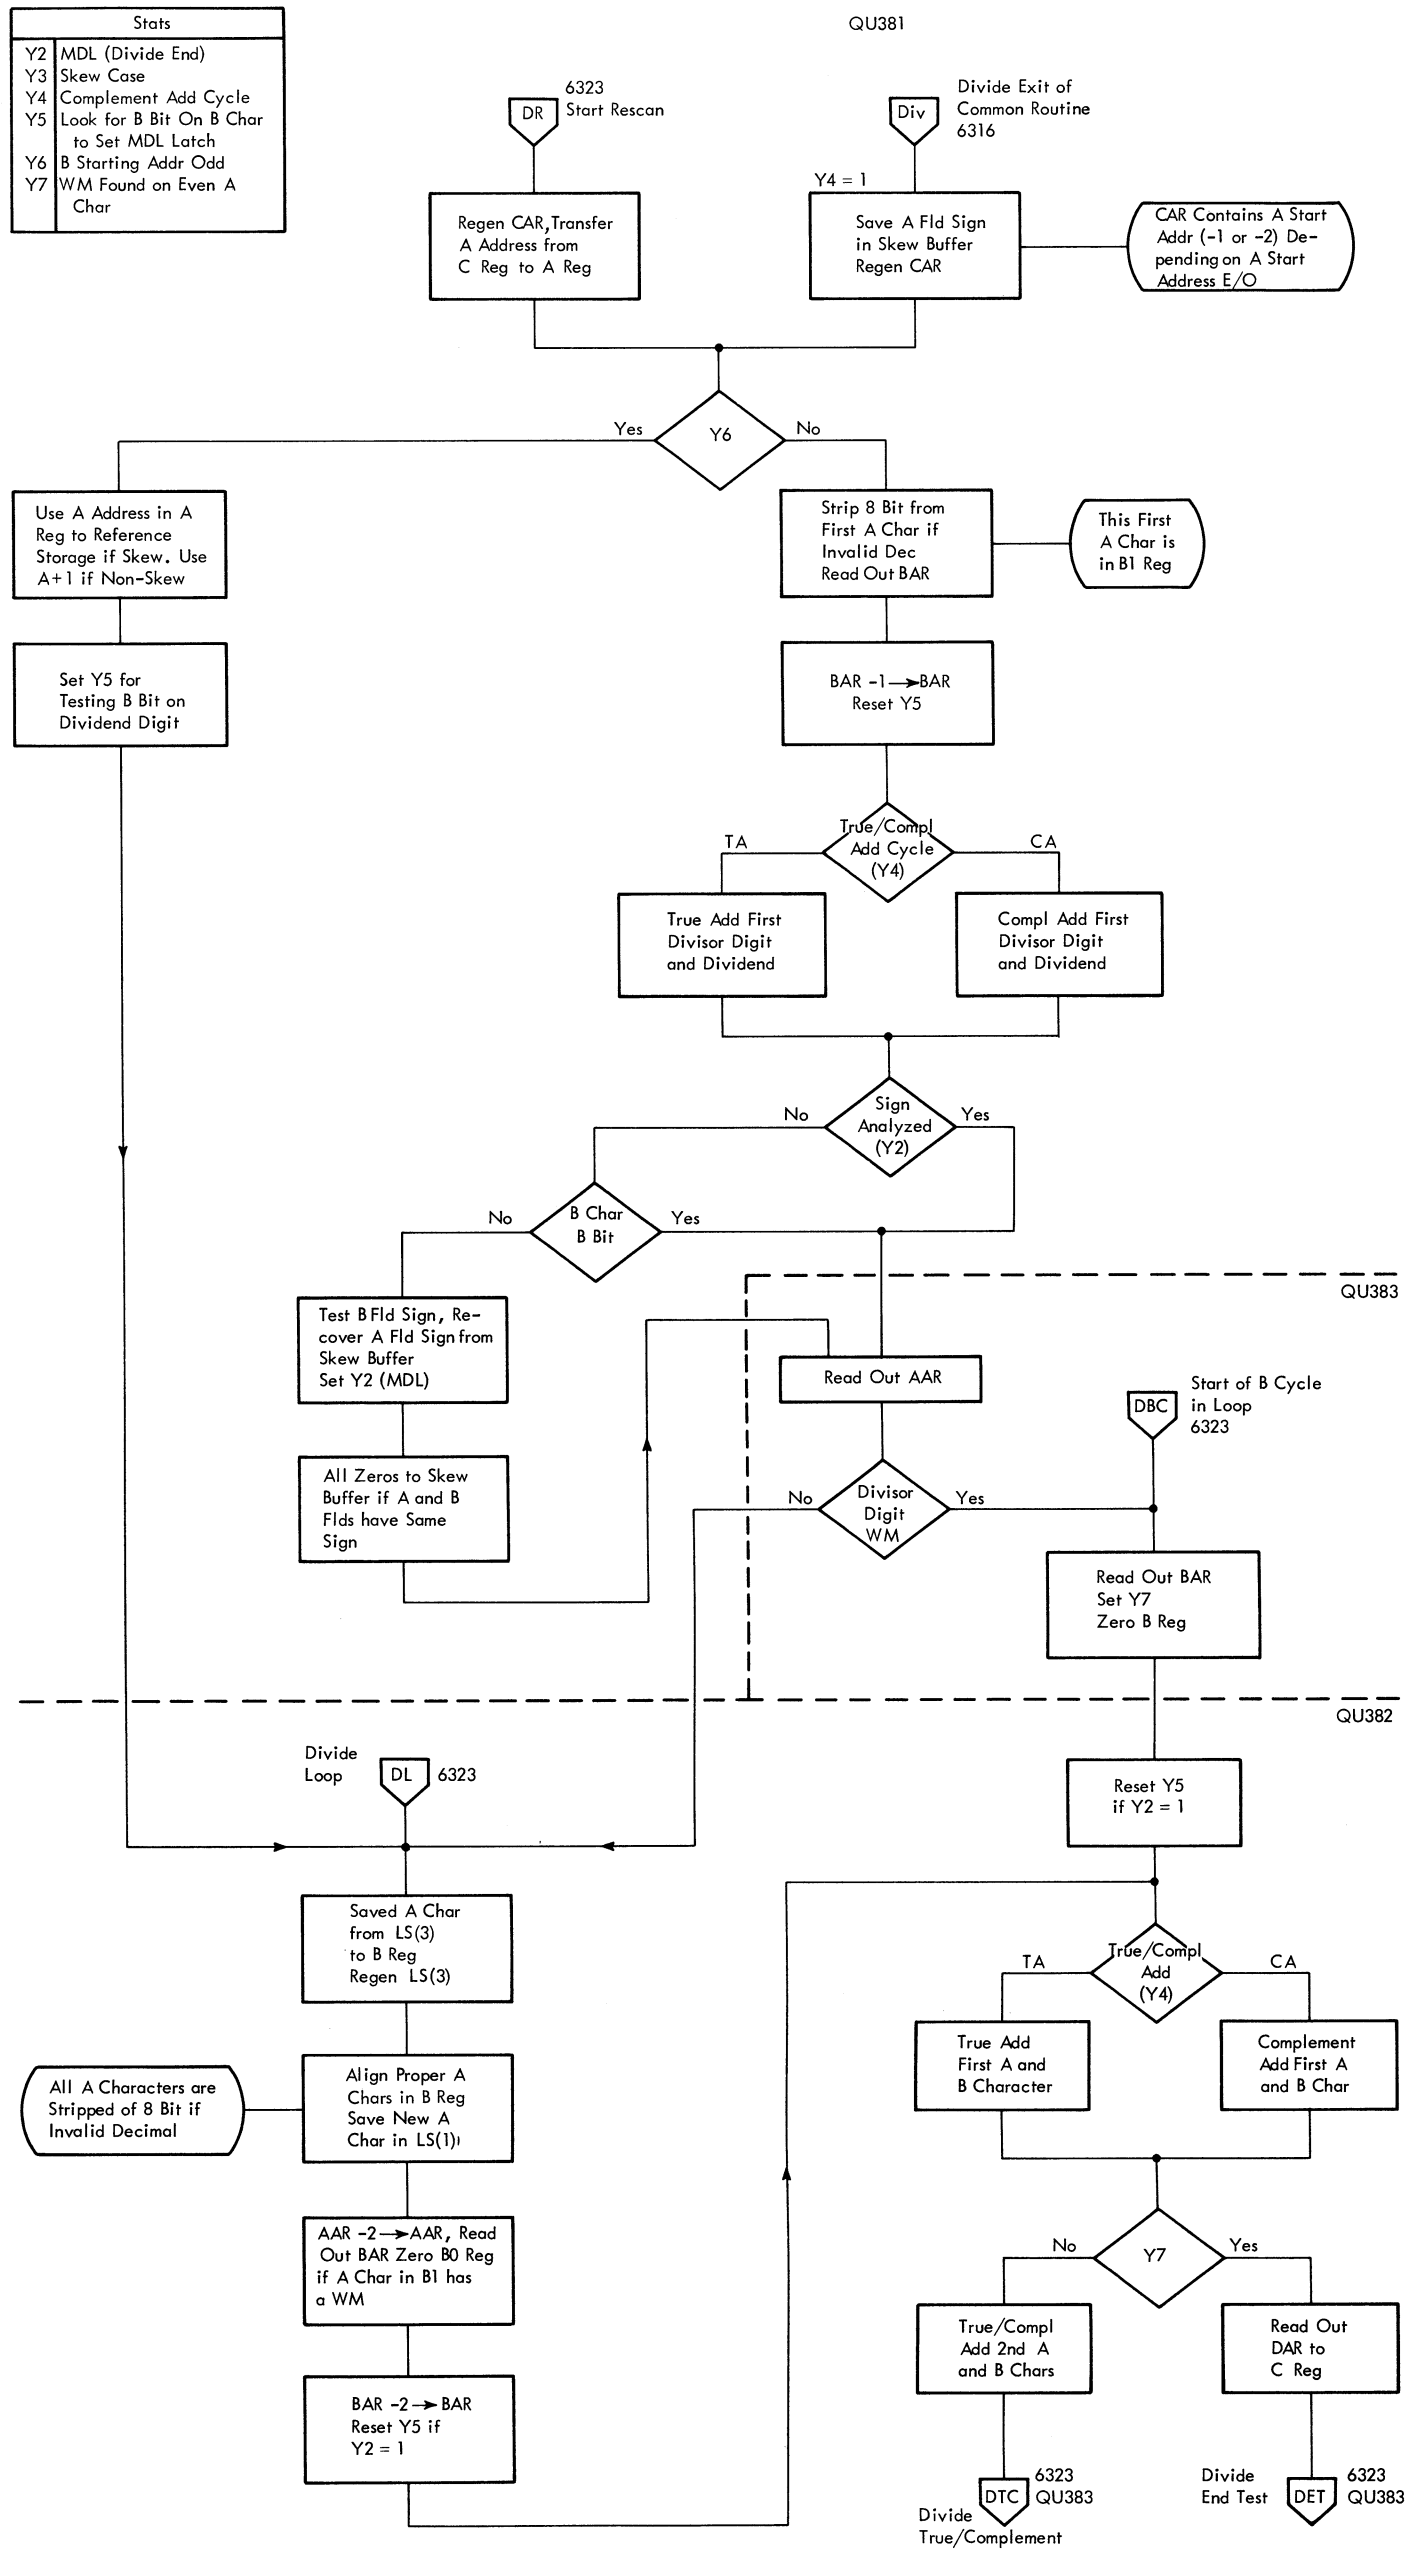 Stats
Y2 MDL (Divide End)
Y3 Skew Case
Y4 Complement Add Cycle
Y5 Look for B Bit On B Char
to Set MDL Latch
Y6 B Starting Addr Odd
Y7 WM Found on Even A
Char
QU381
DR
6323
Start Rescan
Div
Divide Exit of
Common Routine
6316
Regen CAR, Transfer
A Address from
C Reg to A Reg
Y4 = 1
Save A Fld Sign
in Skew Buffer
Regen CAR
CAR Contains A Start
Addr (-1 or -2) De-
pending on A Start
Address E/O
Yes
Y6
No
Use A Address in A
Reg to Reference
Storage if Skew. Use
A+1 if Non-Skew
Strip 8 Bit from
First A Char if
Invalid Dec
Read Out BAR
This First
A Char is
in B1 Reg
Set Y5 for
Testing B Bit on
Dividend Digit
BAR -1→BAR
Reset Y5
TA
True/Compl
Add Cycle
(Y4)
CA
True Add First
Divisor Digit
and Dividend
Compl Add First
Divisor Digit
and Dividend
No
Sign
Analyzed
(Y2)
Yes
No
B Char
B Bit
Yes
QU383
Test B Fld Sign, Re-
cover A Fld Sign from
Skew Buffer
Set Y2 (MDL)
Read Out AAR
DBC
Start of B Cycle
in Loop
6323
All Zeros to Skew
Buffer if A and B
Flds have Same
Sign
No
Divisor
Digit
WM
Yes
Read Out BAR
Set Y7
Zero B Reg
QU382
Divide
Loop
DL
6323
Reset Y5
if Y2 = 1
Saved A Char
from LS(3)
to B Reg
Regen LS(3)
TA
True/Compl
Add
(Y4)
CA
True Add
First A and
B Character
Complement
Add First A
and B Char
All A Characters are
Stripped of 8 Bit if
Invalid Decimal
Align Proper A
Chars in B Reg
Save New A
Char in LS(1)
AAR -2→AAR, Read
Out BAR Zero B0 Reg
if A Char in B1 has
a WM
No
Y7
Yes
True/Compl
Add 2nd A
and B Chars
Read Out
DAR to
C Reg
BAR -2→BAR
Reset Y5 if
Y2 = 1
DTC
6323
QU383
Divide
True/Complement
Divide
End Test
DET
6323
QU383